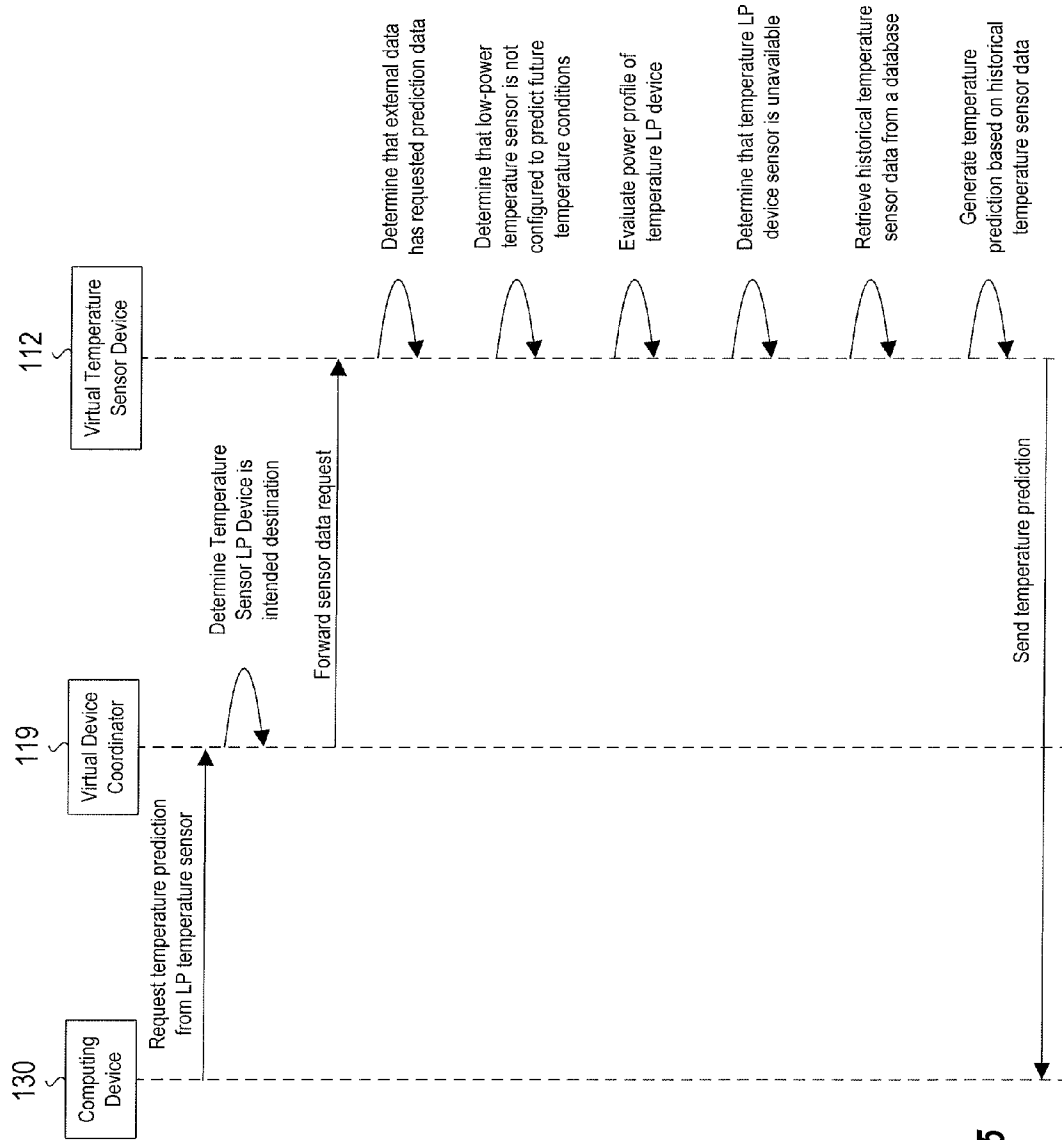 130
Computing
Device
119
Virtual Device
Coordinator
112
Virtual Temperature
Sensor Device
Request temperature prediction
from LP temperature sensor
Determine Temperature
Sensor LP Device is
intended destination
Forward sensor data request
Determine that external data
has requested prediction data
Determine that low-power
temperature sensor is not
configured to predict future
temperature conditions
Evaluate power profile of
temperature LP device
Determine that temperature LP
device sensor is unavailable
Retrieve historical temperature
sensor data from a database
Generate temperature
prediction based on historical
temperature sensor data
Send temperature prediction
5